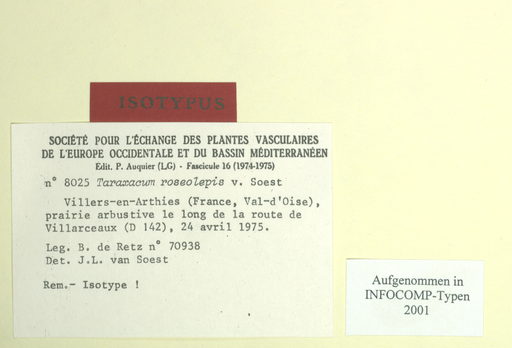 ISOTYPUS
SOCIÉTÉ POUR L'ÉCHANGE DES PLANTES VASCULAIRES
DE L'EUROPE OCCIDENTALE ET DU BASSIN MÉDITERRANÉEN
Edit. P. Auquier (LG) - Fascicule 16 (1974-1975)
n° 8025 Taraxacum roseolepis v. Soest
Villers-en-Arthies (France, Val-d'Oise),
prairie arbustive le long de la route de
Villarceaux (D 142), 24 avril 1975.
Leg. B. de Retz n° 70938
Det. J.L. van Soest
Rem.- Isotype !
Aufgenommen in
INFOCOMP-Typen
2001